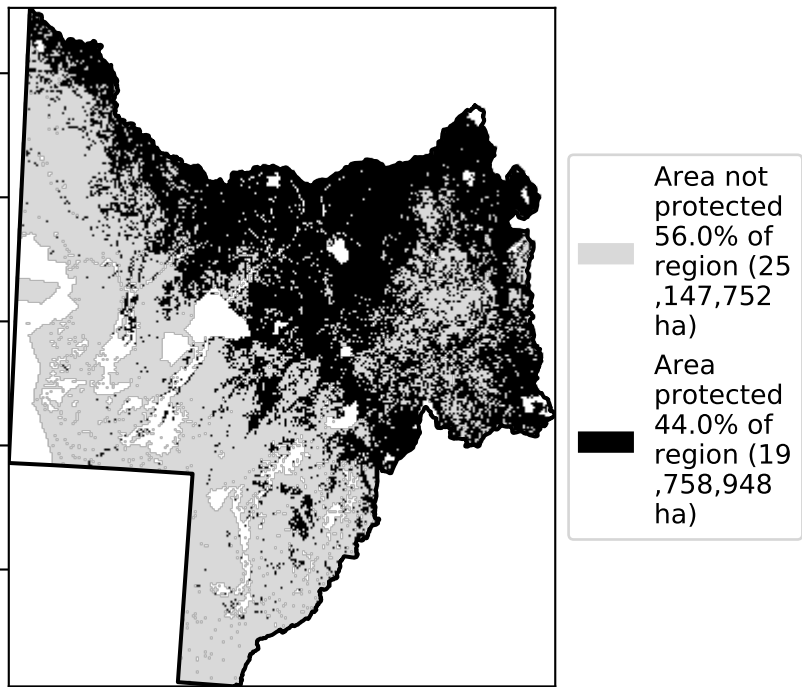 Area not
protected
56.0% of
region (25
,147,752
ha)
Area
protected
44.0% of
region (19
,758,948
ha)